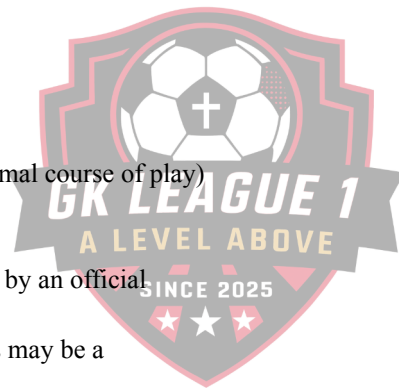 mal course of play)
GK LEAGUE 1
A LEVEL ABOVE
by an official
SINCE 2025
s may be a